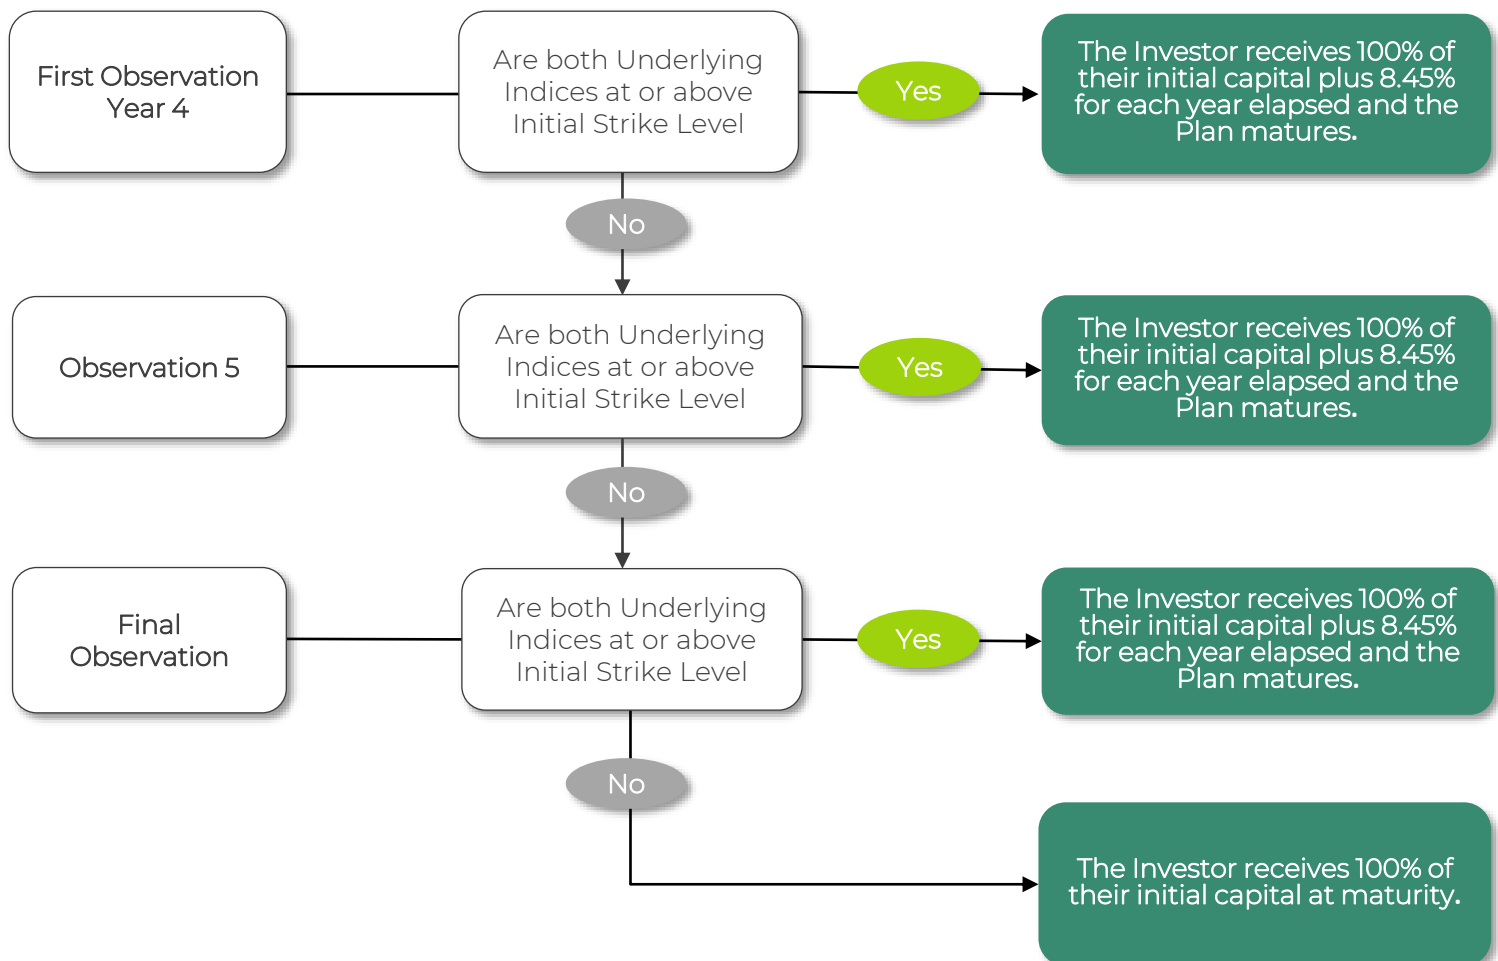 First Observation
Year 4
Are both Underlying
Indices at or above
Initial Strike Level
Yes
The Investor receives 100% of
their initial capital plus 8.45%
for each year elapsed and the
Plan matures.
No
Observation 5
Are both Underlying
Indices at or above
Initial Strike Level
Yes
The Investor receives 100% of
their initial capital plus 8.45%
for each year elapsed and the
Plan matures.
No
Final
Observation
Are both Underlying
Indices at or above
Initial Strike Level
Yes
The Investor receives 100% of
their initial capital plus 8.45%
for each year elapsed and the
Plan matures.
No
The Investor receives 100% of
their initial capital at maturity.